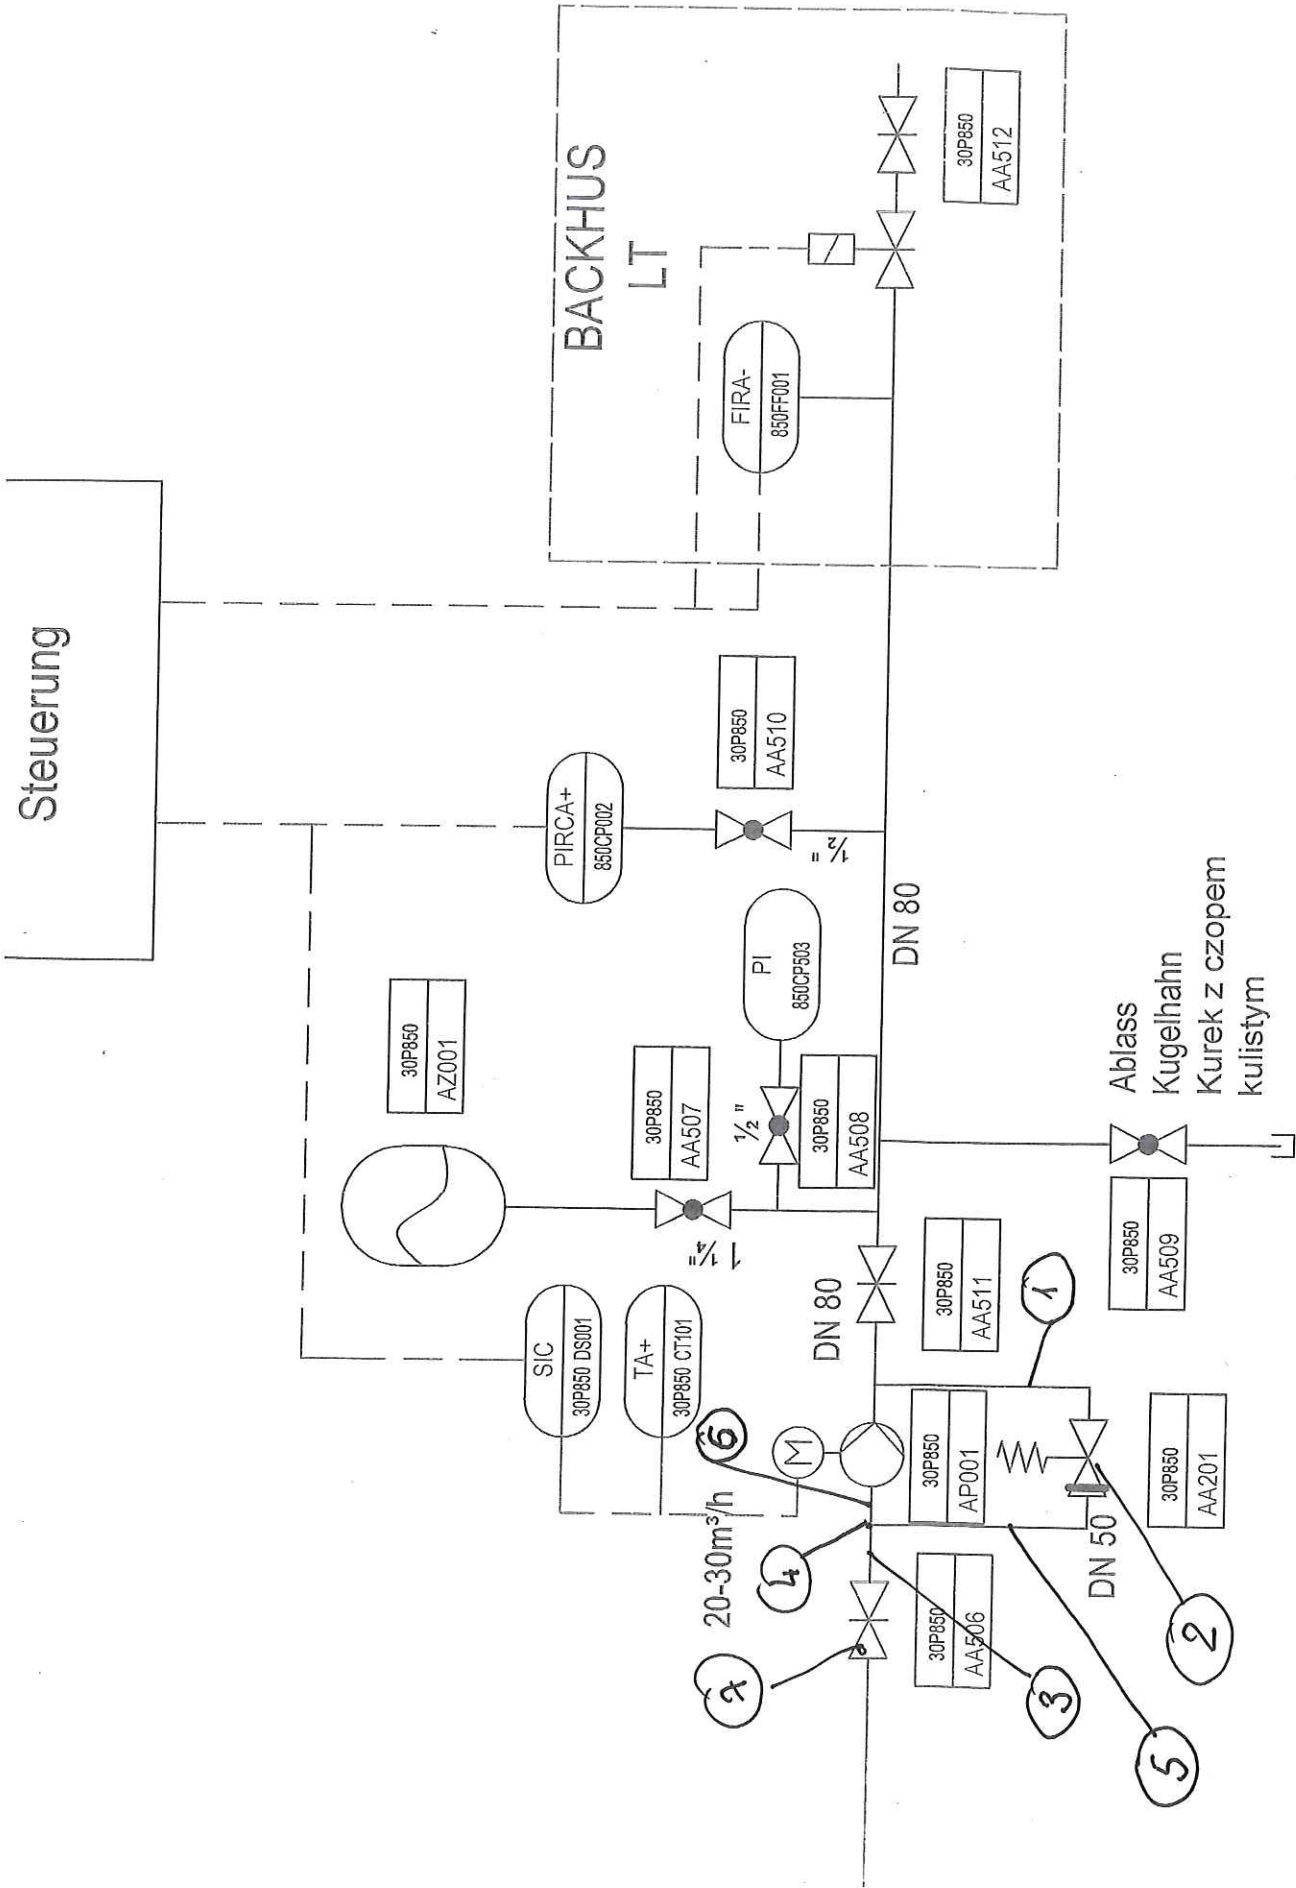 Steuerung
BACKHUS
LT
30P850
AA512
FIRA-
850FF001
PIRCA+
850CP002
30P850
AA510
1/2 "
PI
850CP503
30P850
AZ001
30P850
AA507
1/2 "
30P850
AA508
1 1/4"
DN 80
Ablass
Kugelhahn
Kurek z czopem
kulistym
30P850
AA509
SIC
30P850 DS001
TA+
30P850 CT101
DN 80
30P850
AA511
1
M
30P850
AP001
30P850
AA201
20-30m³/h
DN 50
30P850
AA506
6
4
7
3
5
2